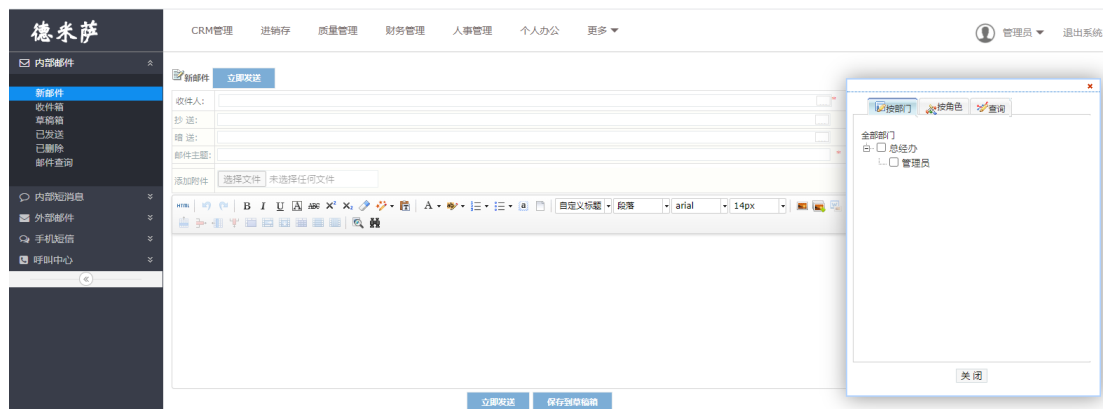 德米萨
CRM管理 进销存 质量管理 财务管理 人事管理 个人办公 更多 管理员 退出系统
内部邮件
新邮件
收件箱
草稿箱
已发送
已删除
邮件查询
内部短消息
外部邮件
手机短信
呼叫中心
新邮件 立即发送
收件人:
抄 送:
暗 送:
邮件主题:
添加附件 选择文件 未选择任何文件
HTML B I U A ABC X² X₂ A a 自定义标题 段落 arial 14px
立即发送 保存到草稿箱
按部门 按角色 查询
全部部门
总经办
管理员
关 闭